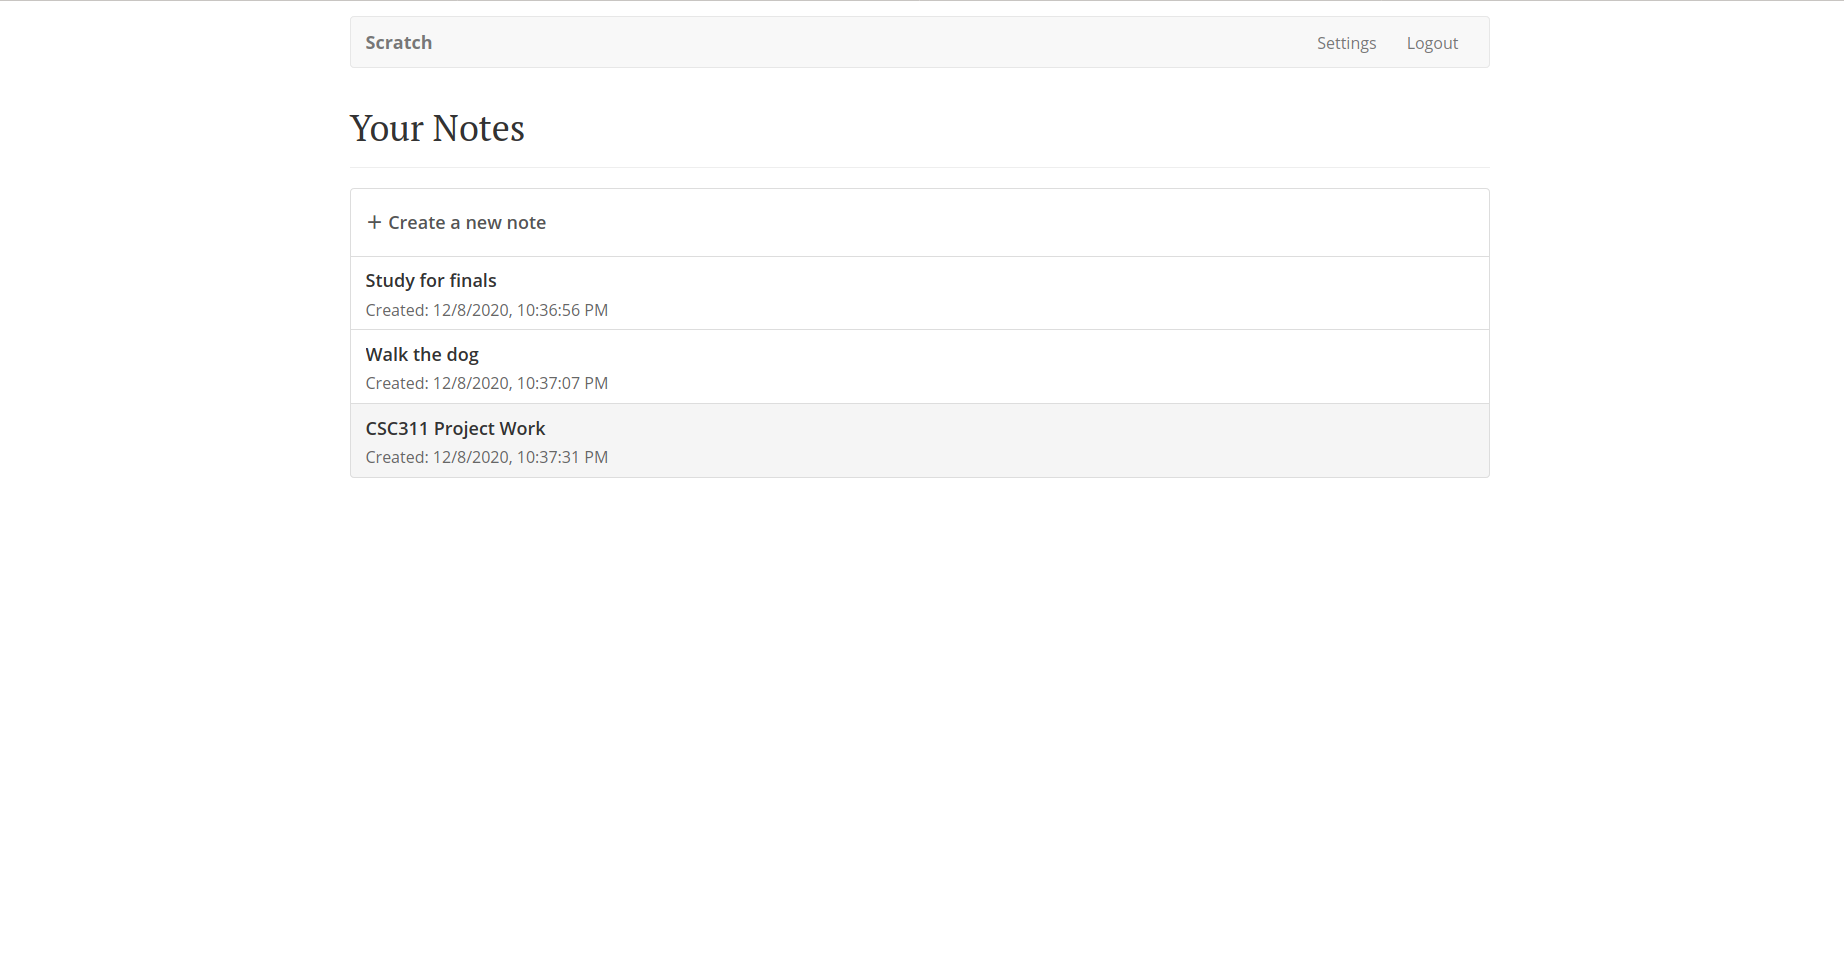 Scratch
Settings
Logout
Your Notes
+ Create a new note
Study for finals
Created: 12/8/2020, 10:36:56 PM
Walk the dog
Created: 12/8/2020, 10:37:07 PM
CSC311 Project Work
Created: 12/8/2020, 10:37:31 PM